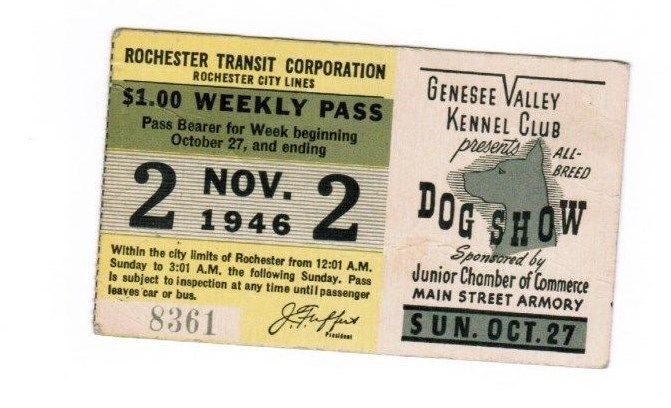 ROCHESTER TRANSIT CORPORATION
ROCHESTER CITY LINES
$1.00 WEEKLY PASS
Pass Bearer for Week beginning
October 27, and ending
2 NOV. 1946 2
Within the city limits of Rochester from 12:01 A.M.
Sunday to 3:01 A.M. the following Sunday. Pass
is subject to inspection at any time until passenger
leaves car or bus.
8361
President
GENESEE VALLEY
KENNEL CLUB
presents ALL-
BREED
DOG SHOW
Sponsored by
Junior Chamber of Commerce
MAIN STREET ARMORY
SUN. OCT. 27